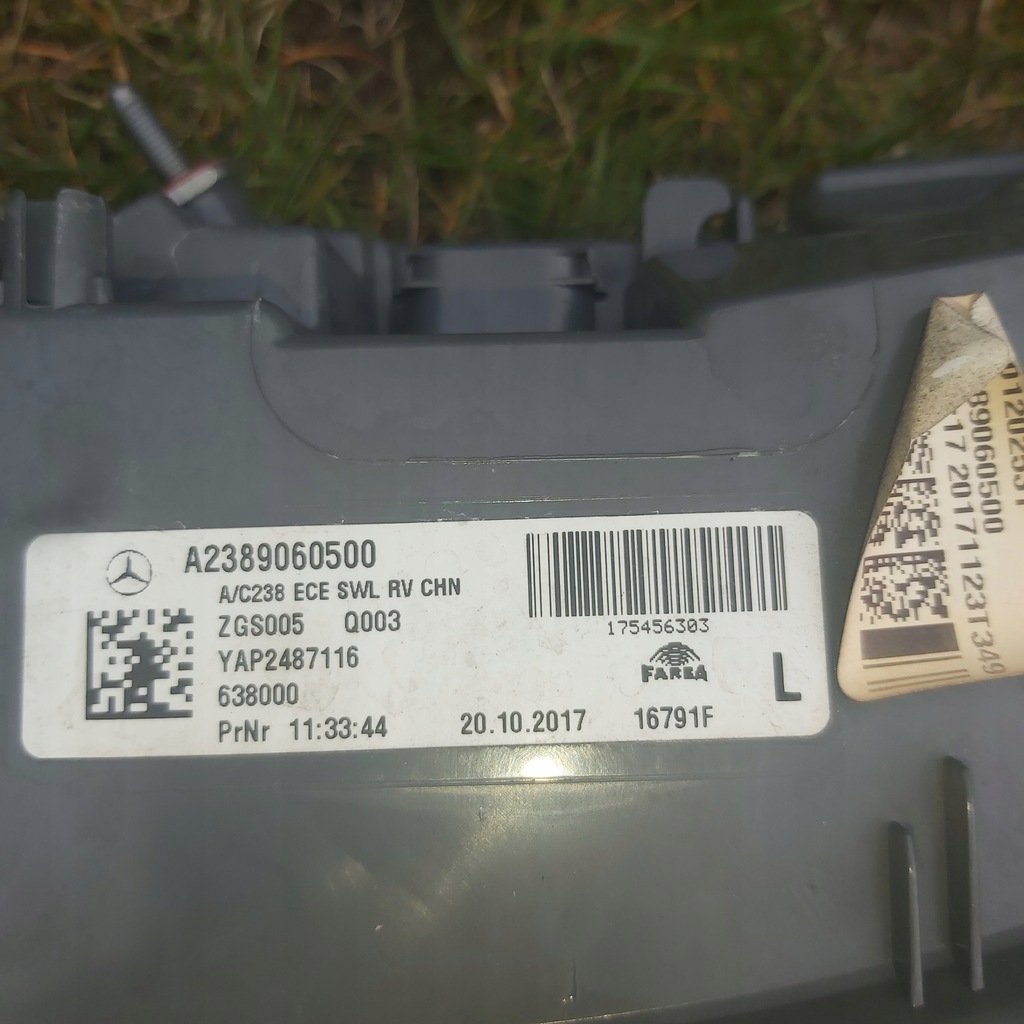 A2389060500
A/C238 ECE SWL RV CHN
ZGS005 Q003
YAP2487116
638000
PrNr 11:33:44 20.10.2017 16791F
175456303
FARBA
L
89060500
-17 20171123T349